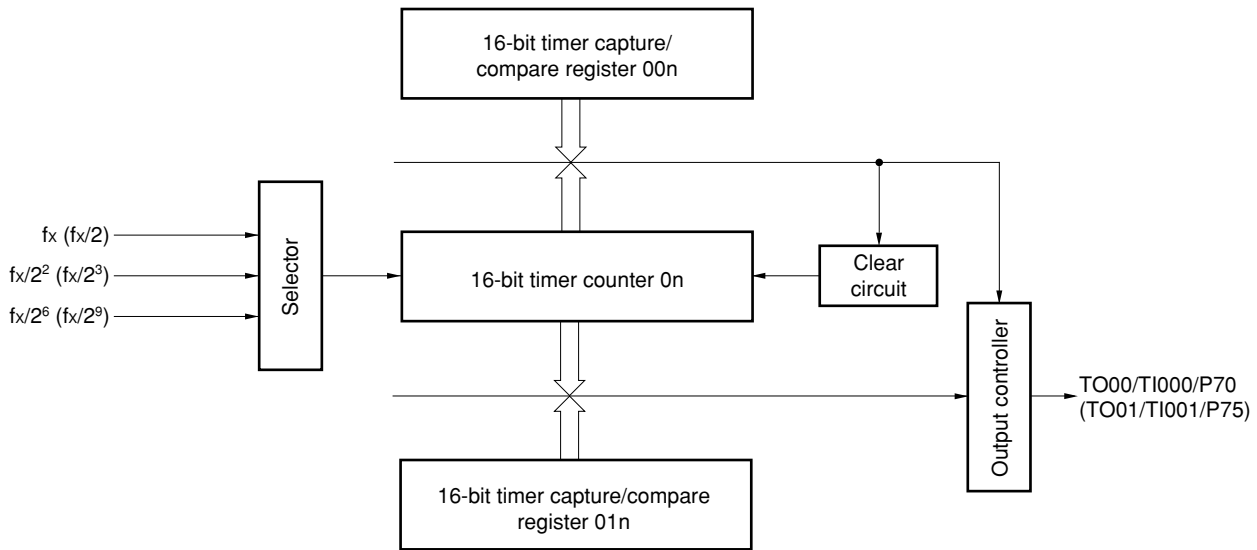 16-bit timer capture/
compare register 00n
fx (fx/2)
fx/2² (fx/2³)
fx/2⁶ (fx/2⁹)
Selector
16-bit timer counter 0n
Clear
circuit
Output controller
TO00/TI000/P70
(TO01/TI001/P75)
16-bit timer capture/compare
register 01n